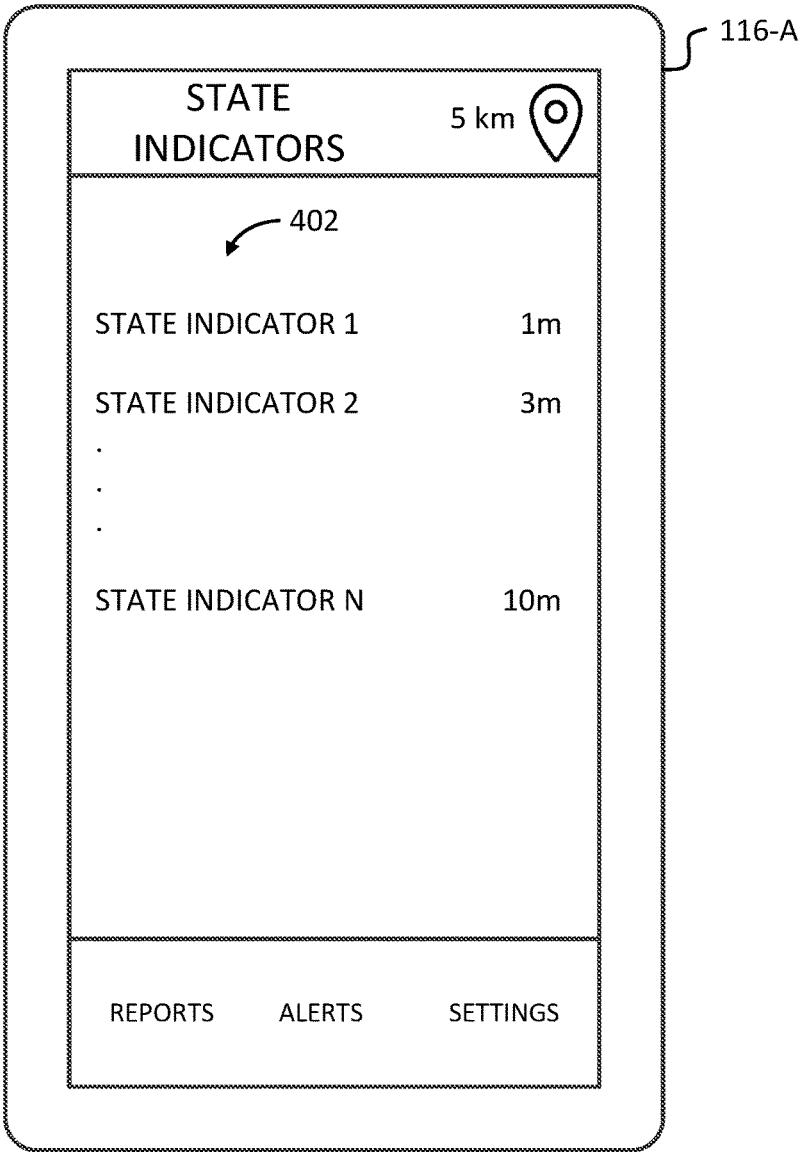 116-A
STATE
INDICATORS
5 km
402
STATE INDICATOR 1 1m
STATE INDICATOR 2 3m
.
.
.
STATE INDICATOR N 10m
REPORTS ALERTS SETTINGS